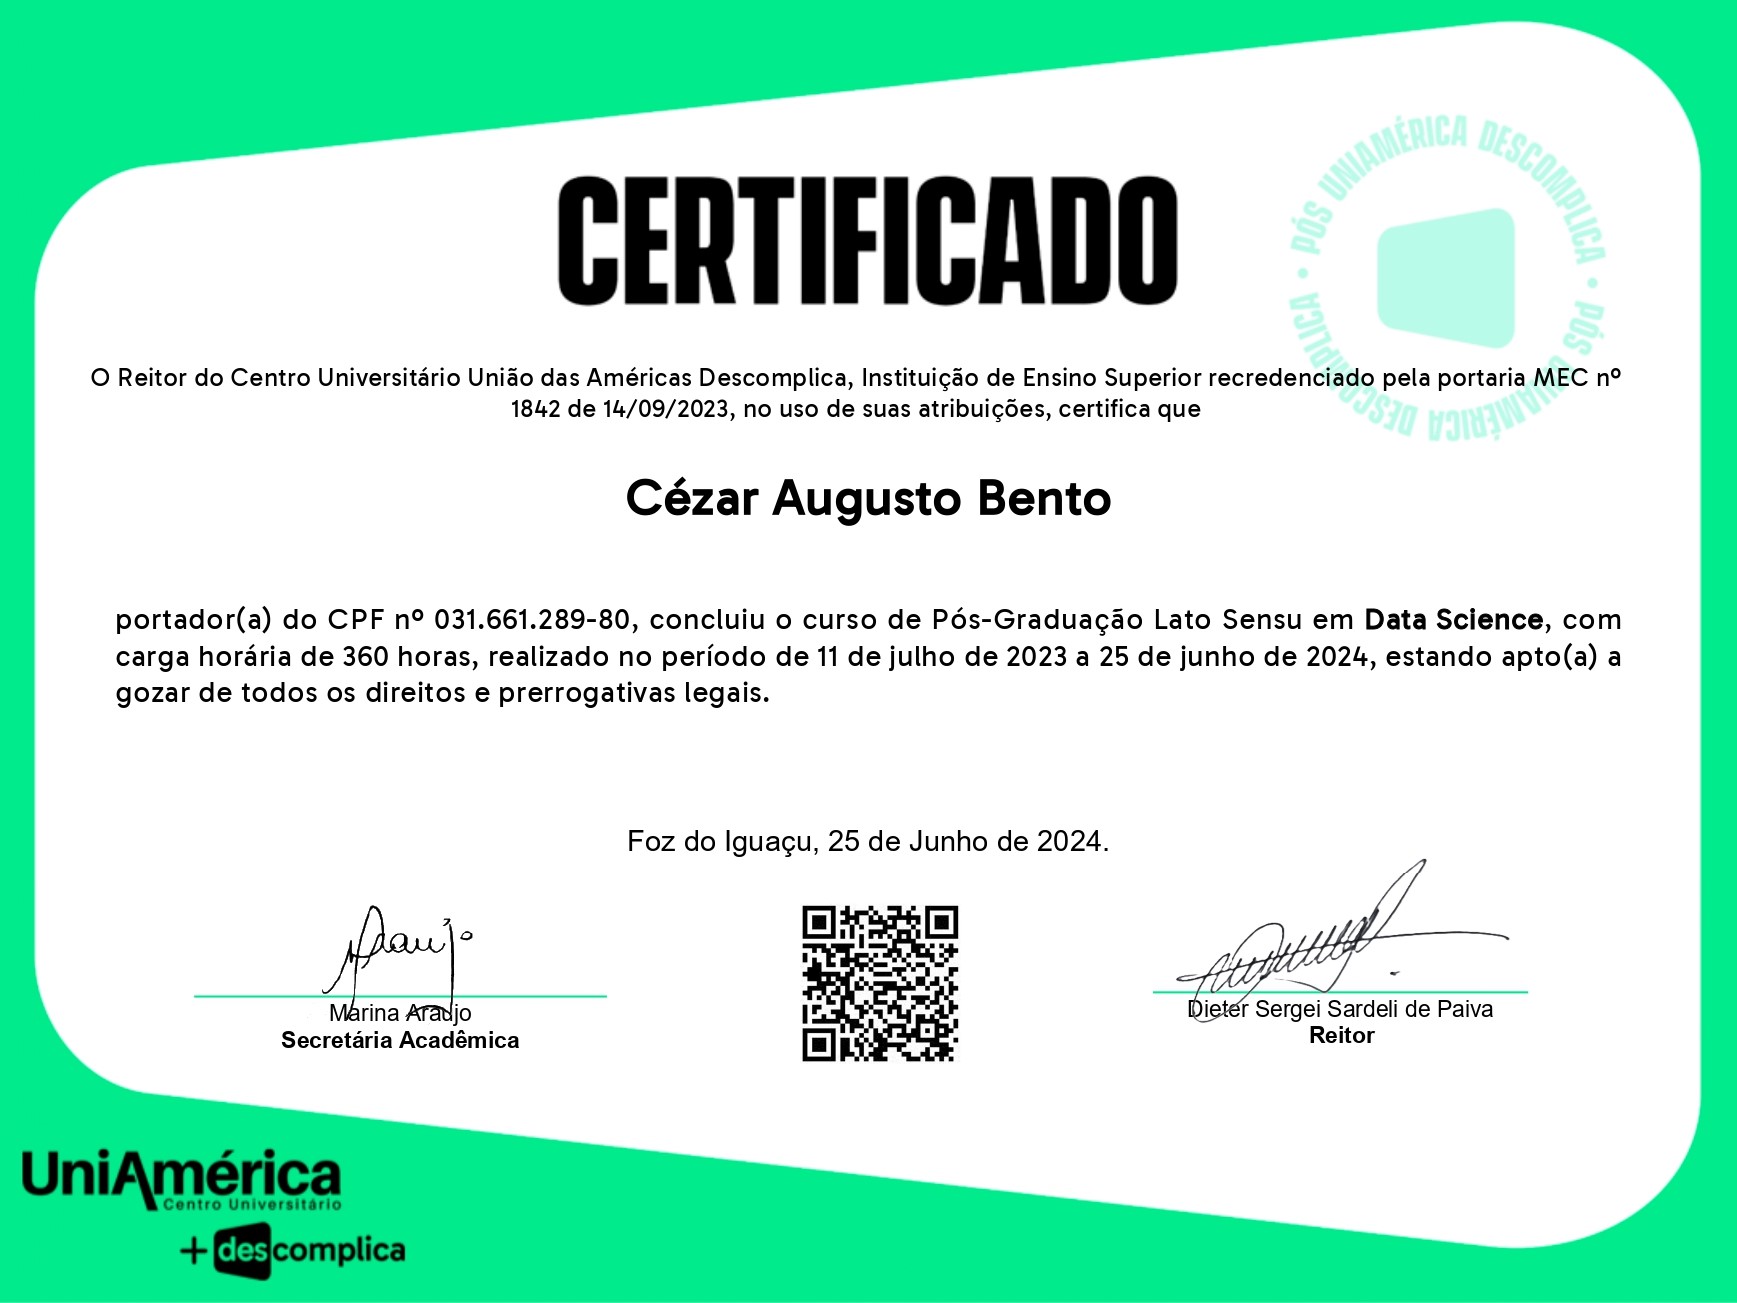 CERTIFICADO
PÓS UNIAMÉRICA DESCOMPLICA • PÓS UNIAMÉRICA DESCOMPLICA •
O Reitor do Centro Universitário União das Américas Descomplica, Instituição de Ensino Superior recredenciado pela portaria MEC nº
1842 de 14/09/2023, no uso de suas atribuições, certifica que
Cézar Augusto Bento
portador(a) do CPF nº 031.661.289-80, concluiu o curso de Pós-Graduação Lato Sensu em Data Science, com
carga horária de 360 horas, realizado no período de 11 de julho de 2023 a 25 de junho de 2024, estando apto(a) a
gozar de todos os direitos e prerrogativas legais.
Foz do Iguaçu, 25 de Junho de 2024.
Marina Araujo
Secretária Acadêmica
Dieter Sergei Sardeli de Paiva
Reitor
UniAmérica
Centro Universitário
+ descomplica